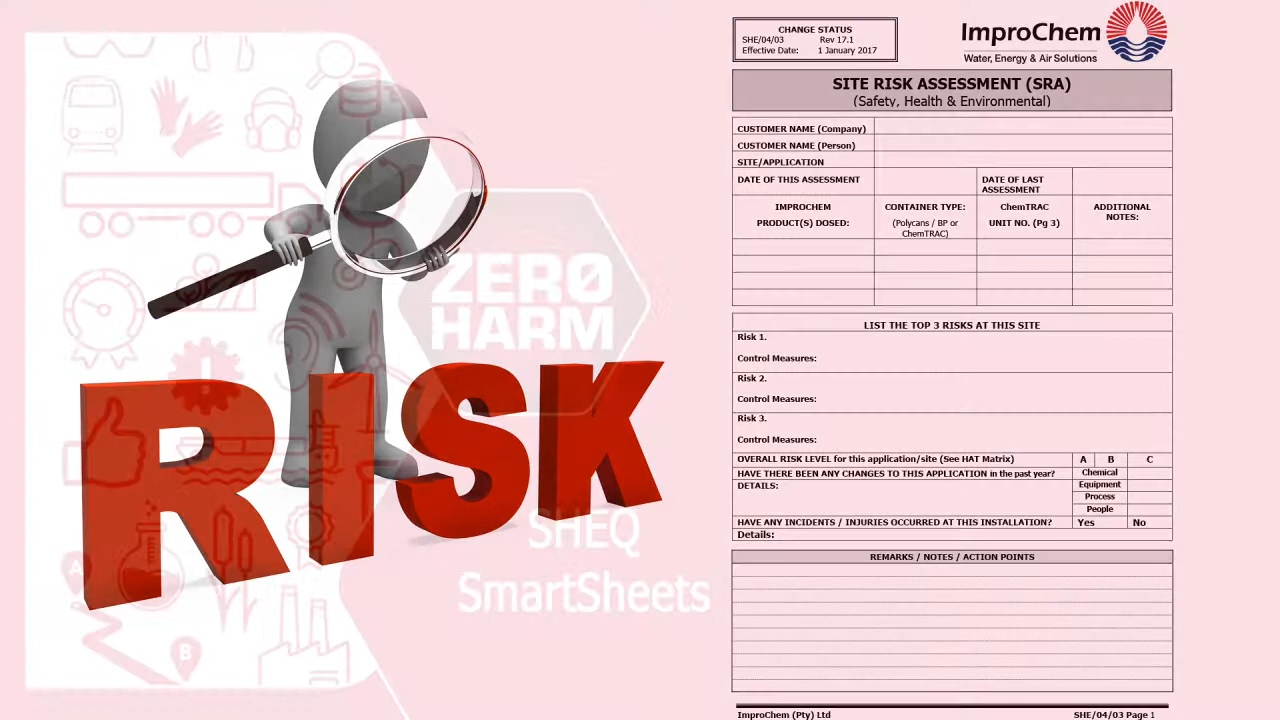 ZERO
HARM
RISK
SHEQ
SmartSheets
A
B
CHANGE STATUS
SHE/04/03 Rev 17.1
Effective Date: 1 January 2017
ImproChem
Water, Energy & Air Solutions
SITE RISK ASSESSMENT (SRA)
(Safety, Health & Environmental)
CUSTOMER NAME (Company)
CUSTOMER NAME (Person)
SITE/APPLICATION
DATE OF THIS ASSESSMENT
DATE OF LAST
ASSESSMENT
IMPROCHEM
PRODUCT(S) DOSED:
CONTAINER TYPE:
(Polycans / BP or
ChemTRAC)
ChemTRAC
UNIT NO. (Pg 3)
ADDITIONAL
NOTES:
LIST THE TOP 3 RISKS AT THIS SITE
Risk 1.
Control Measures:
Risk 2.
Control Measures:
Risk 3.
Control Measures:
OVERALL RISK LEVEL for this application/site (See HAT Matrix) A B C
HAVE THERE BEEN ANY CHANGES TO THIS APPLICATION in the past year? Chemical
DETAILS: Equipment
Process
People
HAVE ANY INCIDENTS / INJURIES OCCURRED AT THIS INSTALLATION? Yes No
Details:
REMARKS / NOTES / ACTION POINTS
ImproChem (Pty) Ltd SHE/04/03 Page 1